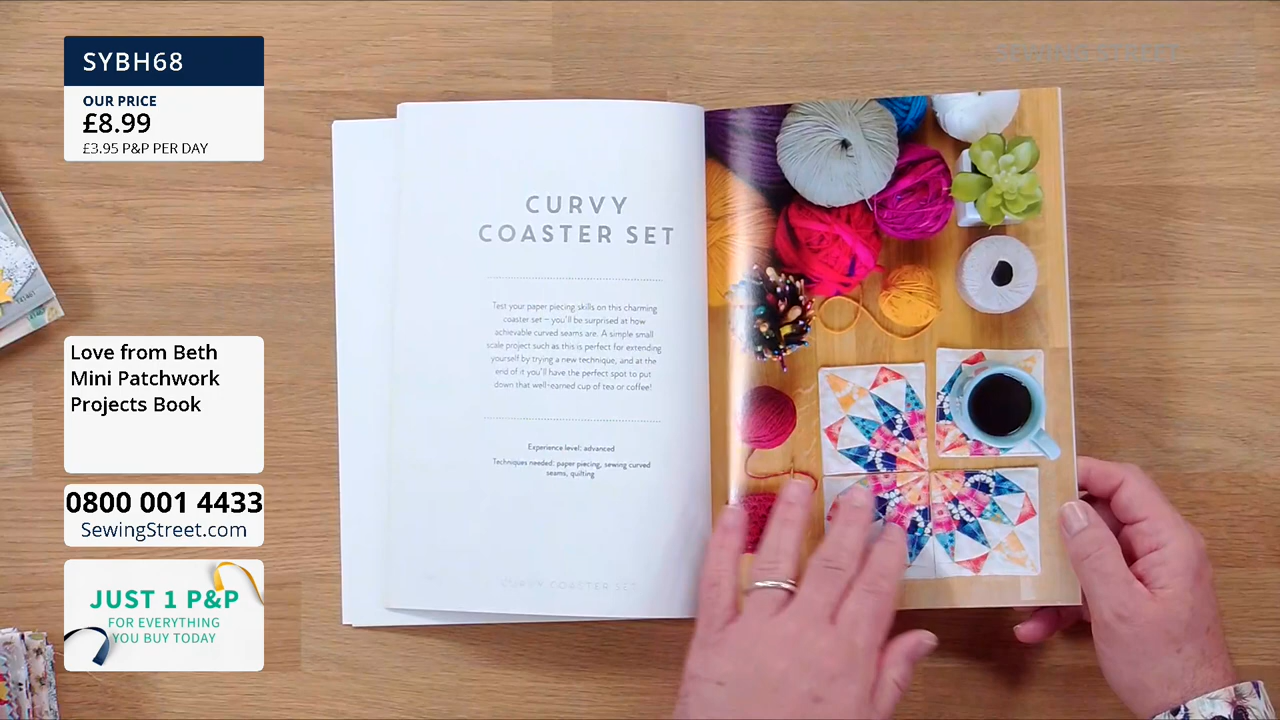 SYBH68
OUR PRICE
£8.99
£3.95 P&P PER DAY
Love from Beth
Mini Patchwork
Projects Book
0800 001 4433
SewingStreet.com
JUST 1 P&P
FOR EVERYTHING
YOU BUY TODAY
SEWING STREET
CURVY
COASTER SET
Test your paper piecing skills on this charming
coaster set – you'll be surprised at how
achievable curved seams are. A simple small
scale project such as this is perfect for extending
yourself by trying a new technique, and at the
end of it you'll have the perfect spot to put
down that well-earned cup of tea or coffee!
Experience level: advanced
Techniques needed: paper piecing, sewing curved
seams, quilting
CURVY COASTER SET